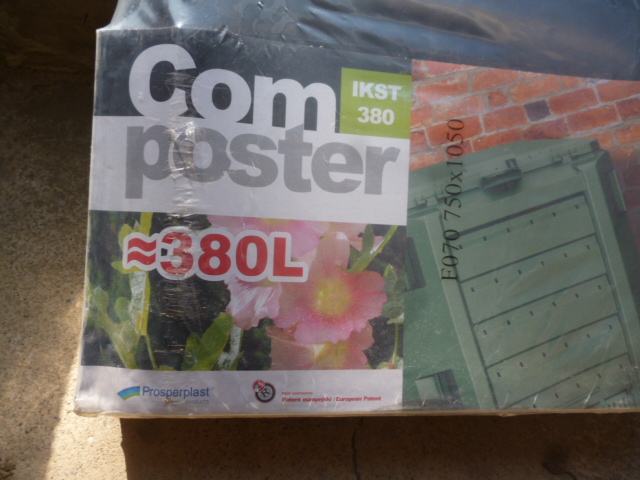 Com
poster
IKST
380
≈380L
E070 750x1050
Prosperplast
Patent europejski / European Patent